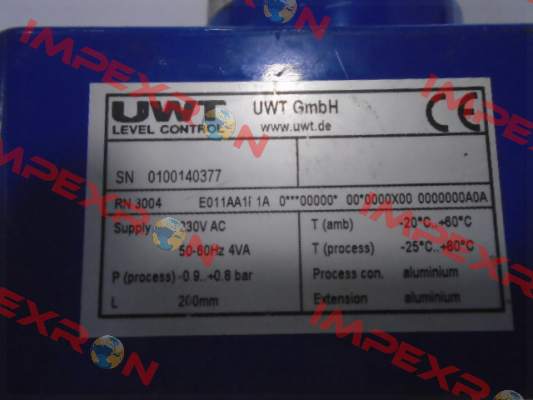 UWT UWT GmbH CE
LEVEL CONTROL www.uwt.de
SN 0100140377
RN 3004 1A 0***00000* 00*0000X00 0000000A0A
Supply 230V AC T (amb) -20°C..+60°C
50-60Hz 4VA T (process) -25°C..+80°C
P (process) -0.9..+0.8 bar Process con. aluminium
L 200mm Extension aluminium
IMPEXRON
IMPEXRON
IMPEXRON
IMPEXRON